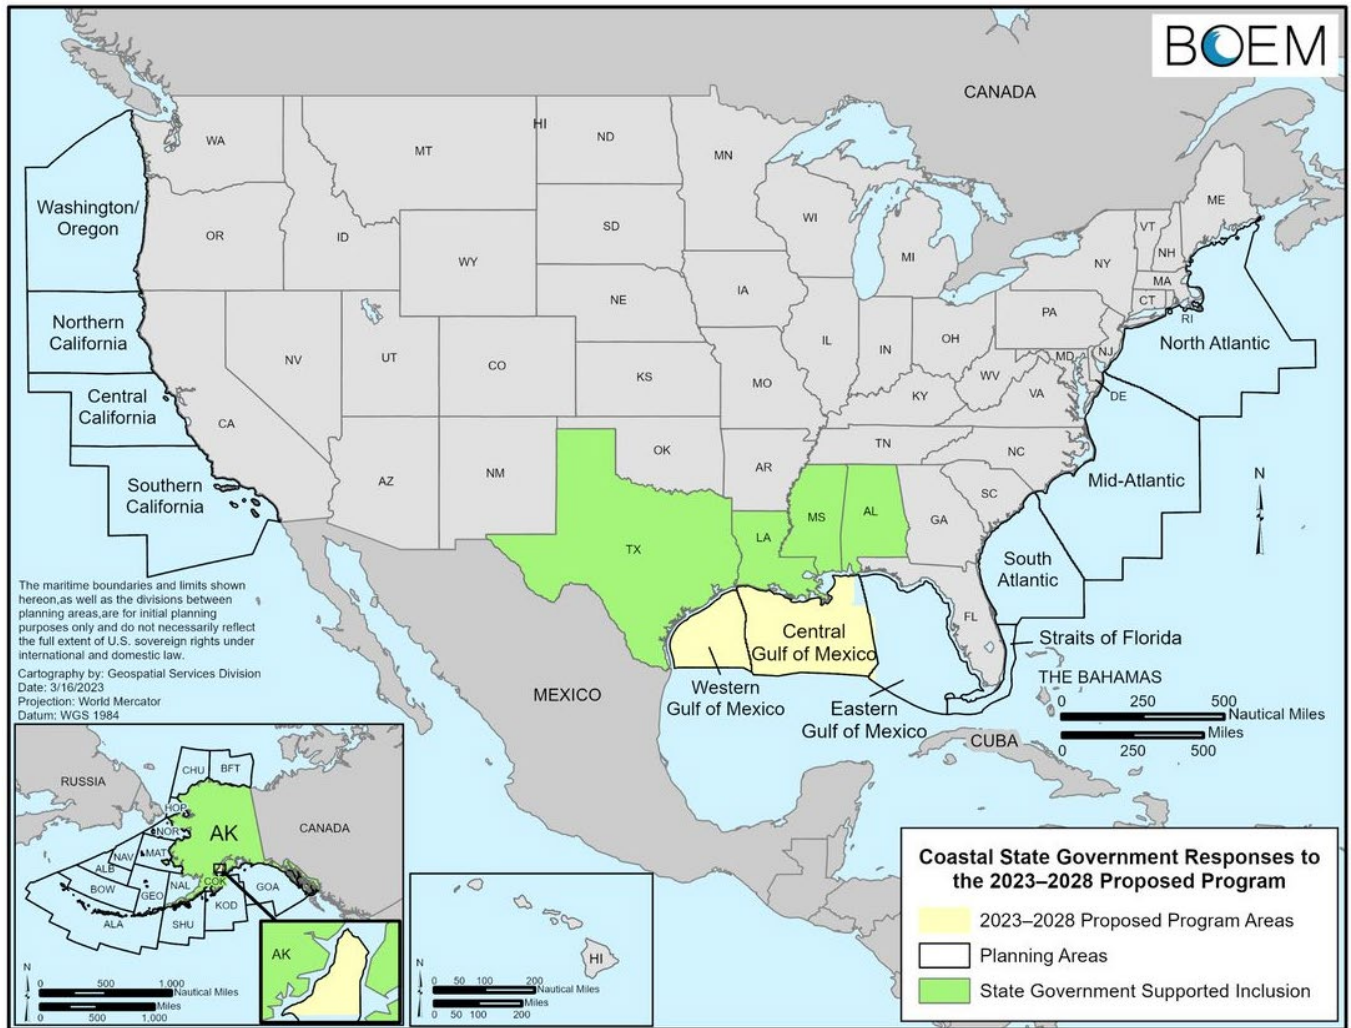 BOEM
CANADA
WA
MT
HI
ND
MN
ME
Washington/
Oregon
OR
ID
WY
SD
WI
MI
VT
NH
NY
MA
CT
RI
Northern
California
NV
UT
CO
NE
IA
IL
IN
OH
PA
NJ
MD
DE
North Atlantic
Central
California
CA
KS
MO
KY
WV
VA
Southern
California
AZ
NM
OK
AR
TN
NC
Mid-Atlantic
N
TX
LA
MS
AL
GA
SC
South
Atlantic
FL
Straits of Florida
THE BAHAMAS
The maritime boundaries and limits shown
hereon,as well as the divisions between
planning areas,are for initial planning
purposes only and do not necessarily reflect
the full extent of U.S. sovereign rights under
international and domestic law.
Cartography by: Geospatial Services Division
Date: 3/16/2023
Projection: World Mercator
Datum: WGS 1984
MEXICO
Western
Gulf of Mexico
Central
Gulf of Mexico
Eastern
Gulf of Mexico
CUBA
0 250 500
Nautical Miles
Miles
0 250 500
RUSSIA
CHU
BFT
HOP
NOR
AK
CANADA
NAV
MAT
ALB
BOW
GEO
NAL
COK
GOA
ALA
SHU
KOD
AK
N
0 500 1,000
Nautical Miles
Miles
0 500 1,000
HI
N
0 50 100 200
Nautical Miles
Miles
0 50 100 200
Coastal State Government Responses to
the 2023–2028 Proposed Program
2023–2028 Proposed Program Areas
Planning Areas
State Government Supported Inclusion